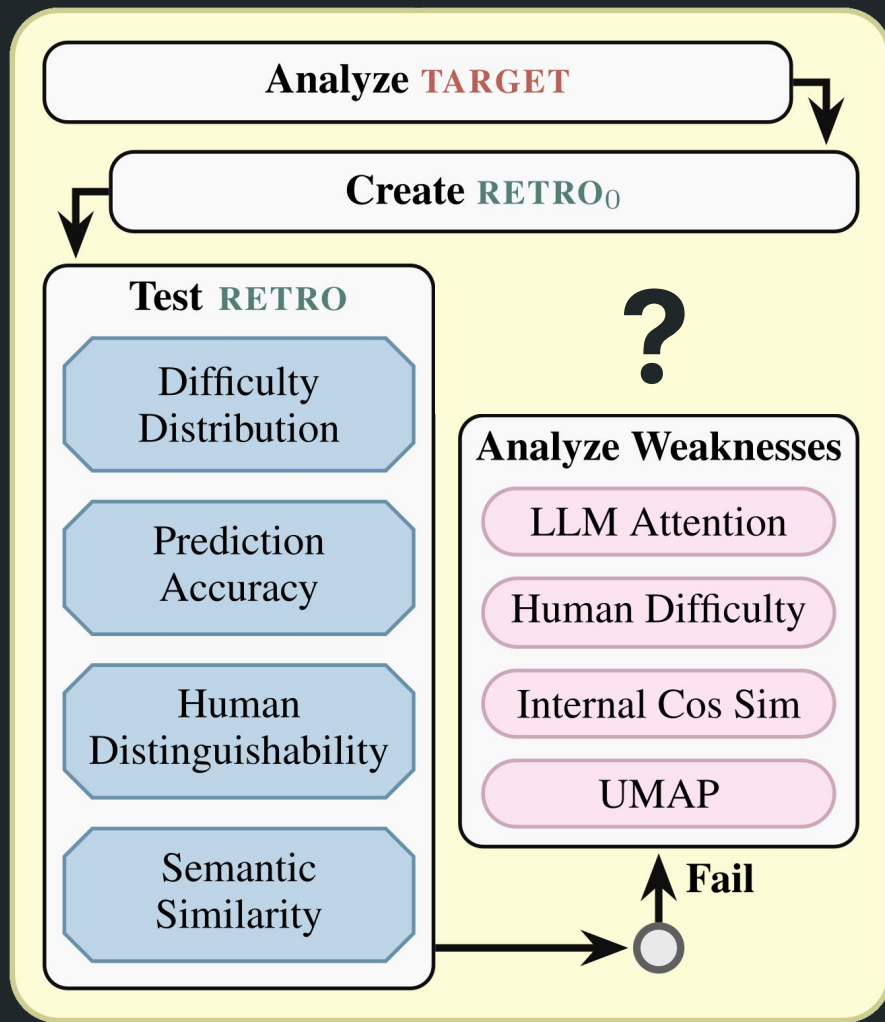 Analyze TARGET
Create RETRO₀
Test RETRO
Difficulty
Distribution
Prediction
Accuracy
Human
Distinguishability
Semantic
Similarity
?
Analyze Weaknesses
LLM Attention
Human Difficulty
Internal Cos Sim
UMAP
Fail